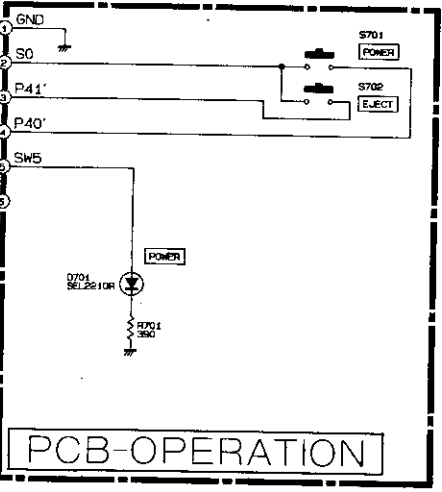 1 GND
2 S0
3 P41'
4 P40'
5 SW5
S701
POWER
S702
EJECT
POWER
D701
SEL2210R
R701
390
PCB-OPERATION